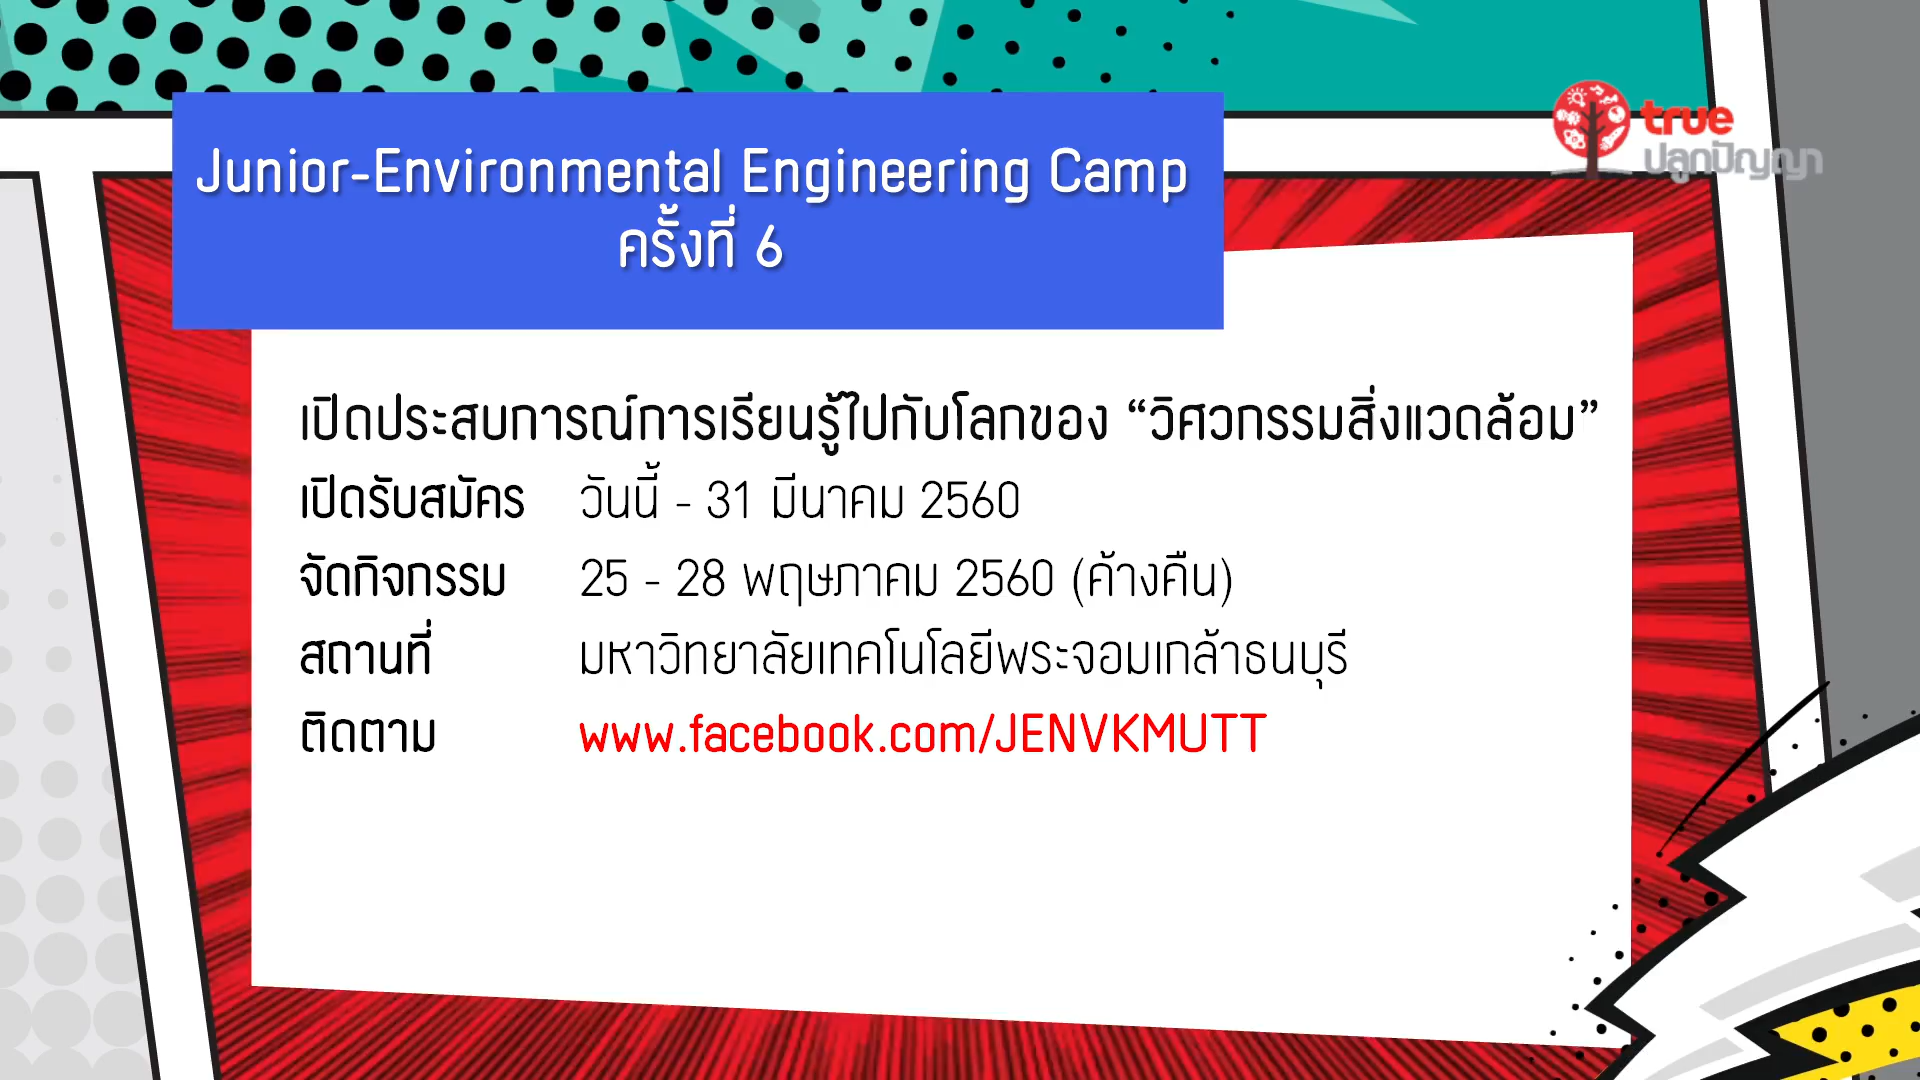 true
ปลูกปัญญา
Junior-Environmental Engineering Camp
ครั้งที่ 6
เปิดประสบการณ์การเรียนรู้ไปกับโลกของ “วิศวกรรมสิ่งแวดล้อม”
เปิดรับสมัคร วันนี้ - 31 มีนาคม 2560
จัดกิจกรรม 25 - 28 พฤษภาคม 2560 (ค้างคืน)
สถานที่ มหาวิทยาลัยเทคโนโลยีพระจอมเกล้าธนบุรี
ติดตาม www.facebook.com/JENVKMUTT